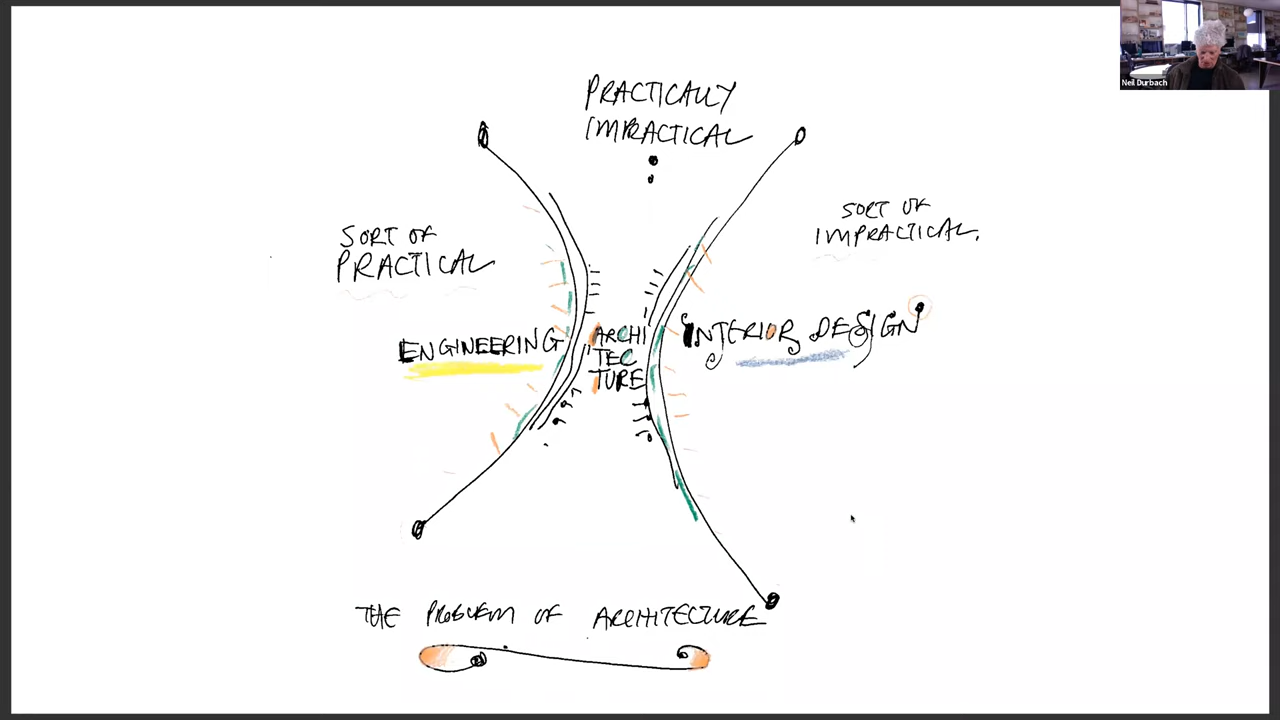 Neil Durbach
PRACTICALLY
IMPRACTICAL
SORT OF
PRACTICAL
SORT OF
IMPRACTICAL.
ENGINEERING
ARCHI
TEC
TURE
INTERIOR DESIGN
THE PROBLEM OF ARCHITECTURE